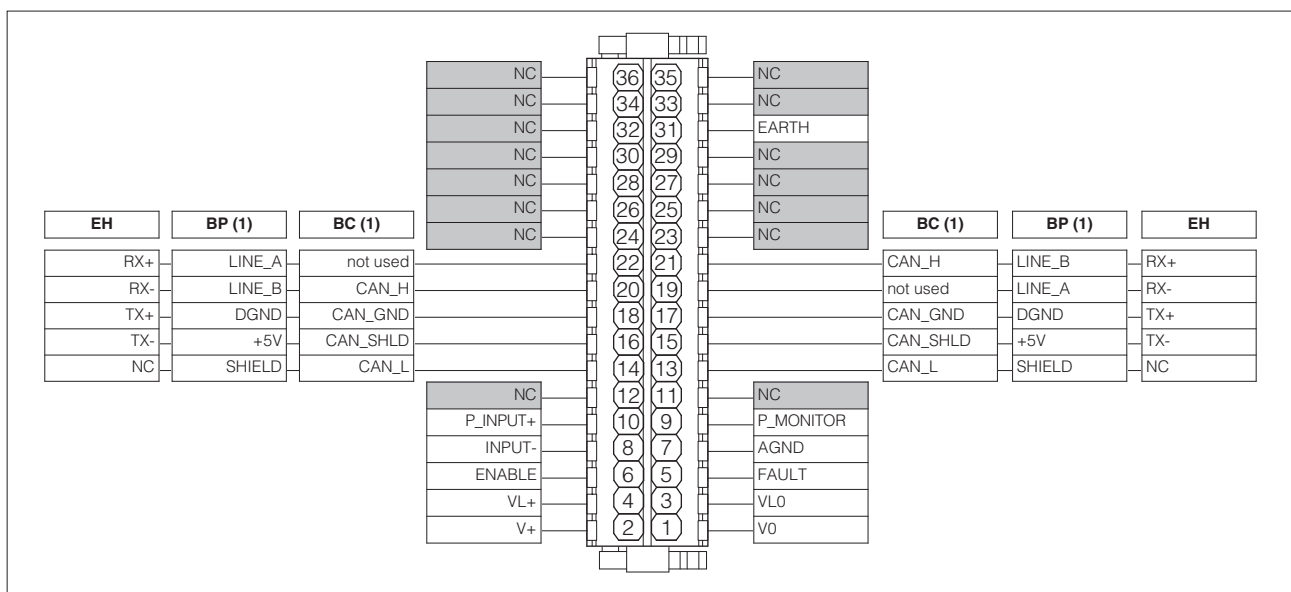 NC 36 35 NC
NC 34 33 NC
NC 32 31 EARTH
NC 30 29 NC
NC 28 27 NC
NC 26 25 NC
EH BP (1) BC (1) NC 24 23 NC BC (1) BP (1) EH
RX+ LINE_A not used 22 21 CAN_H LINE_B RX+
RX- LINE_B CAN_H 20 19 not used LINE_A RX-
TX+ DGND CAN_GND 18 17 CAN_GND DGND TX+
TX- +5V CAN_SHLD 16 15 CAN_SHLD +5V TX-
NC SHIELD CAN_L 14 13 CAN_L SHIELD NC
NC 12 11 NC
P_INPUT+ 10 9 P_MONITOR
INPUT- 8 7 AGND
ENABLE 6 5 FAULT
VL+ 4 3 VL0
V+ 2 1 V0